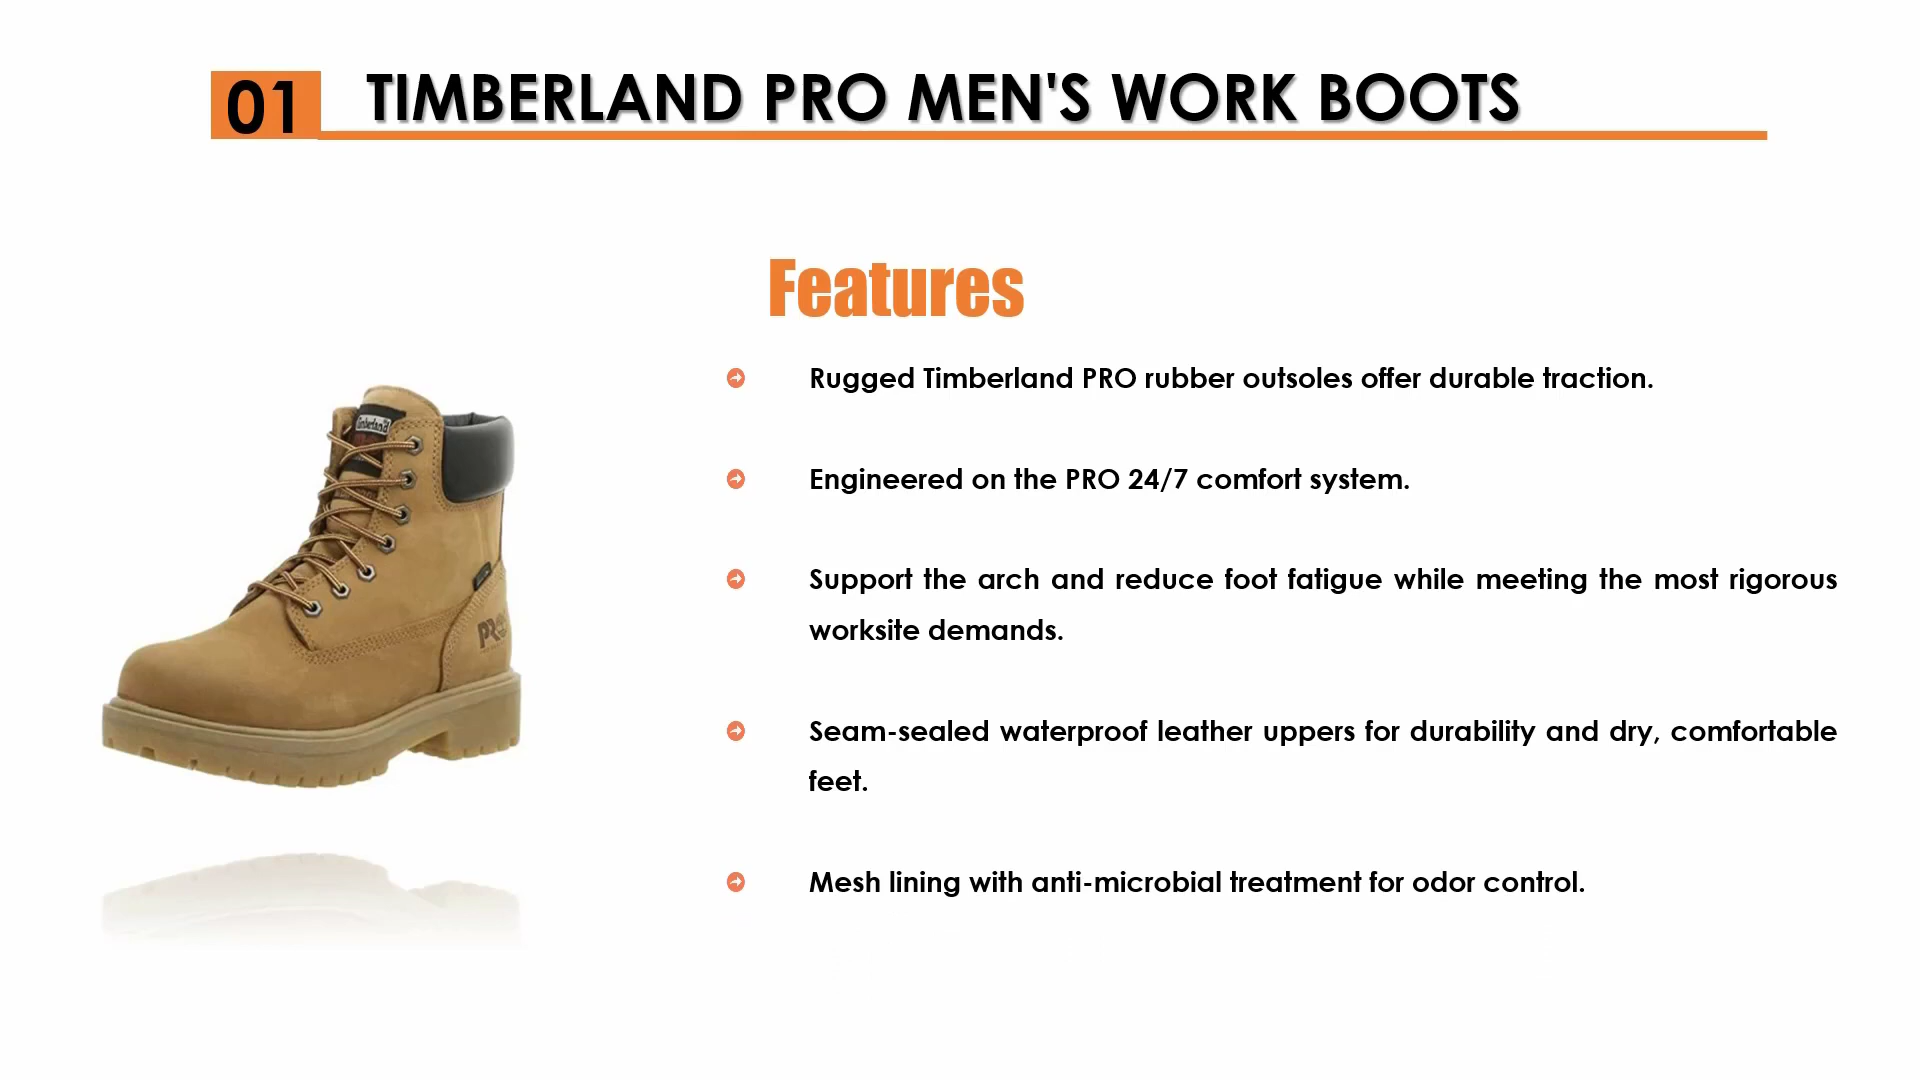 01 TIMBERLAND PRO MEN'S WORK BOOTS
Features
Rugged Timberland PRO rubber outsoles offer durable traction.
Engineered on the PRO 24/7 comfort system.
Support the arch and reduce foot fatigue while meeting the most rigorous
worksite demands.
Seam-sealed waterproof leather uppers for durability and dry, comfortable
feet.
Mesh lining with anti-microbial treatment for odor control.
Timberland
PRO